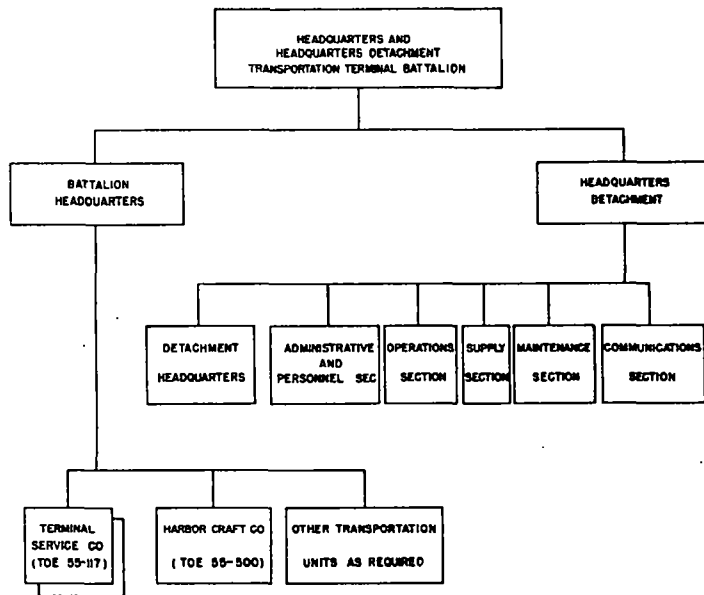 HEADQUARTERS AND
HEADQUARTERS DETACHMENT
TRANSPORTATION TERMINAL BATTALION
BATTALION
HEADQUARTERS
HEADQUARTERS
DETACHMENT
DETACHMENT
HEADQUARTERS
ADMINISTRATIVE
AND
PERSONNEL SEC
OPERATIONS
SECTION
SUPPLY
SECTION
MAINTENANCE
SECTION
COMMUNICATIONS
SECTION
TERMINAL
SERVICE CO
(TOE 55-117)
HARBOR CRAFT CO
(TOE 55-500)
OTHER TRANSPORTATION
UNITS AS REQUIRED